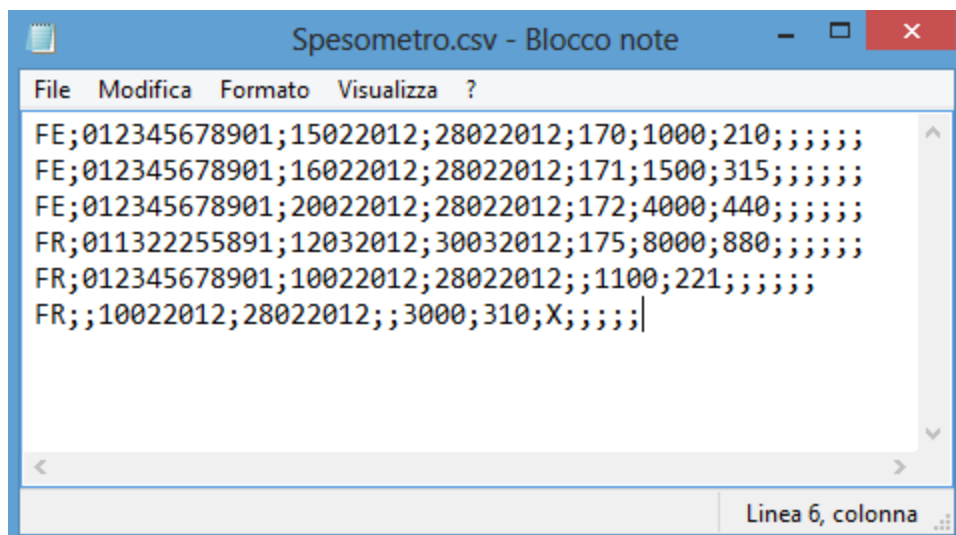 Spesometro.csv - Blocco note
File Modifica Formato Visualizza ?
FE;012345678901;15022012;28022012;170;1000;210;;;;;;
FE;012345678901;16022012;28022012;171;1500;315;;;;;;
FE;012345678901;20022012;28022012;172;4000;440;;;;;;
FR;011322255891;12032012;30032012;175;8000;880;;;;;;
FR;012345678901;10022012;28022012;;1100;221;;;;;;
FR;;10022012;28022012;;3000;310;X;;;;;
Linea 6, colonna